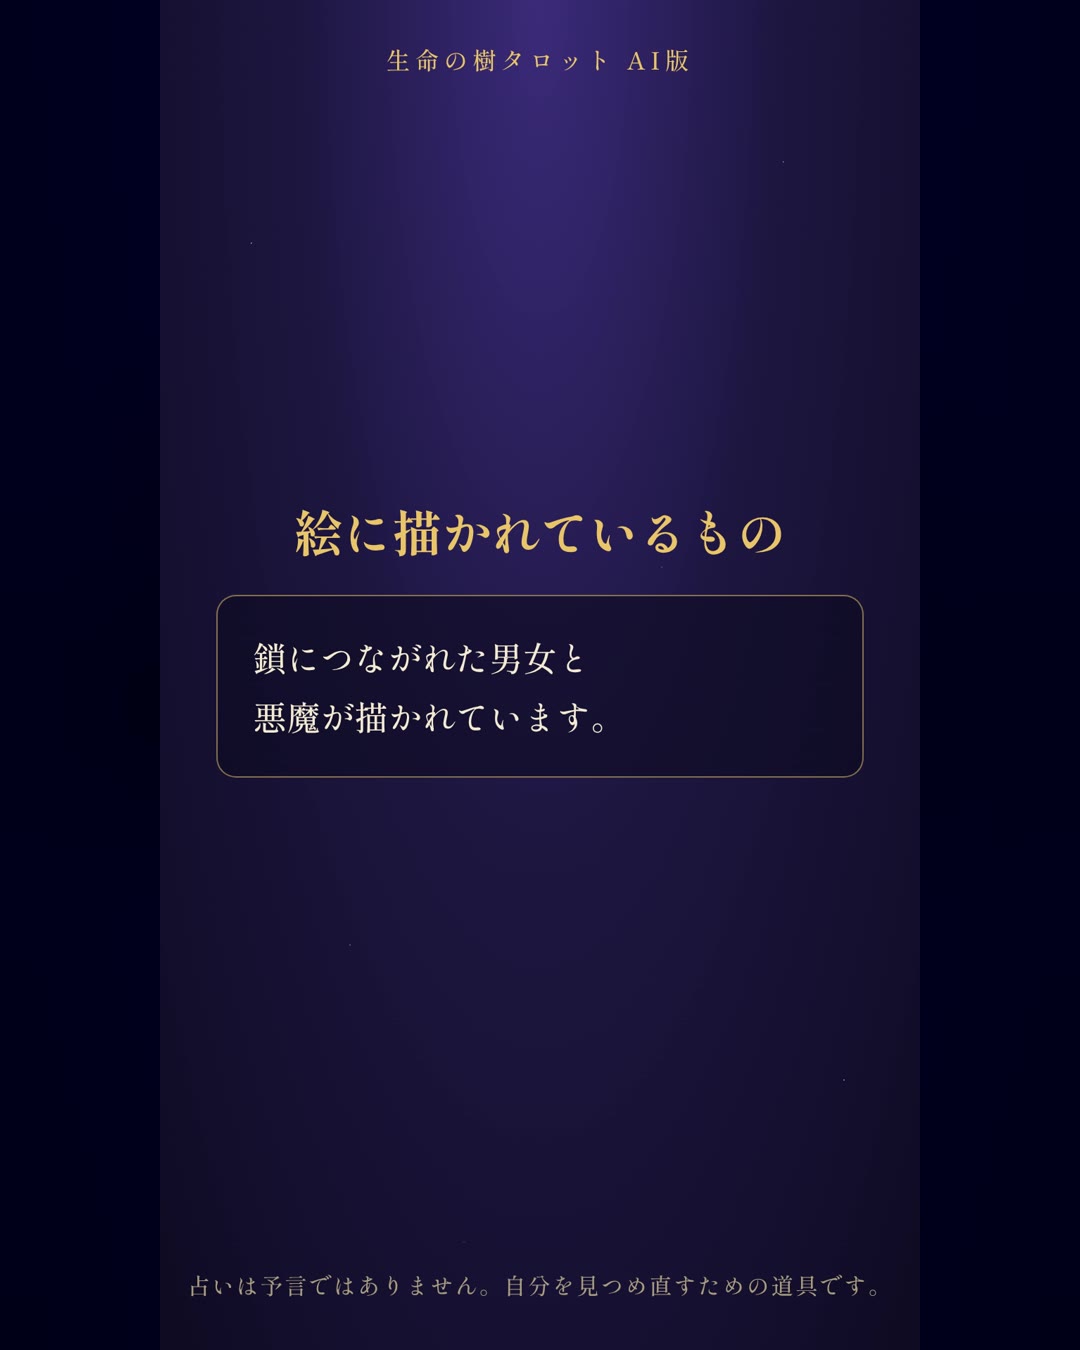 生命の樹タロット AI版
絵に描かれているもの
鎖につながれた男女と
悪魔が描かれています。
占いは予言ではありません。自分を見つめ直すための道具です。